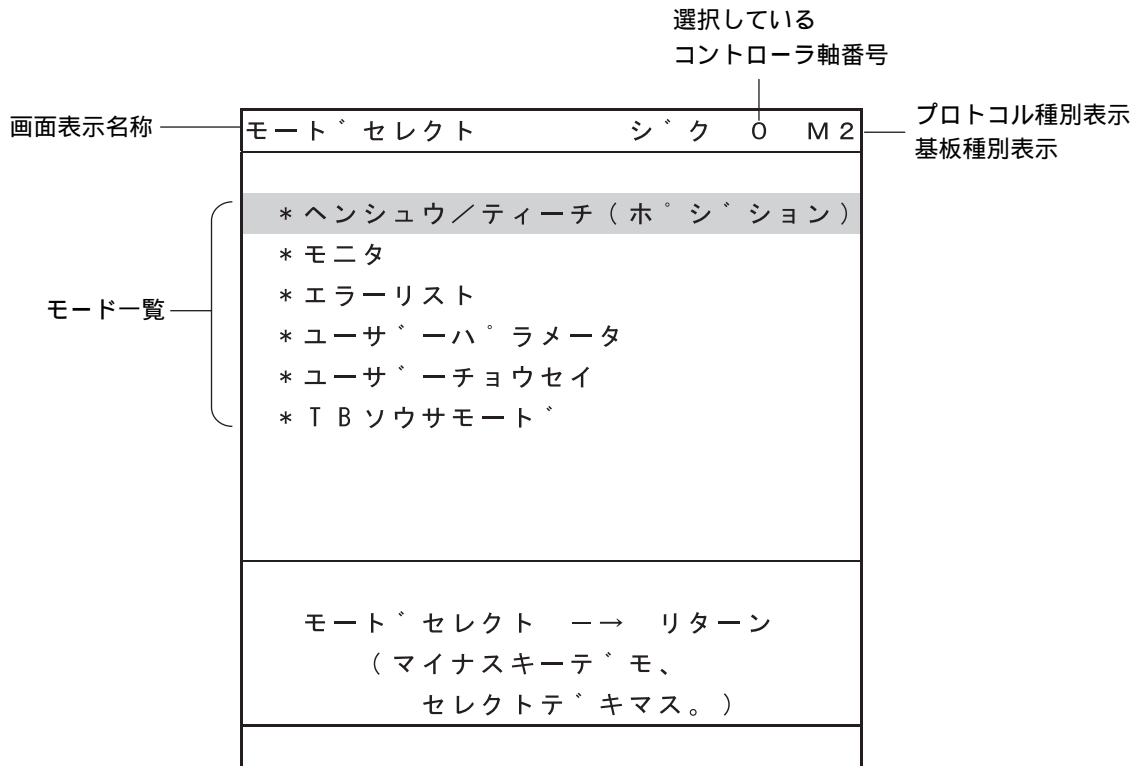 選択している
コントローラ軸番号
画面表示名称
モード゛セレクト シ゛ク 0 M2
プロトコル種別表示
基板種別表示
モード一覧
*ヘンシュウ/ティーチ(ホ゜シ゛ション)
*モニタ
*エラーリスト
*ユーサ゛ーハ゜ラメータ
*ユーサ゛ーチョウセイ
*TBソウサモート゛
モート゛セレクト ―→ リターン
(マイナスキーテ゛モ、
セレクトテ゛キマス。)